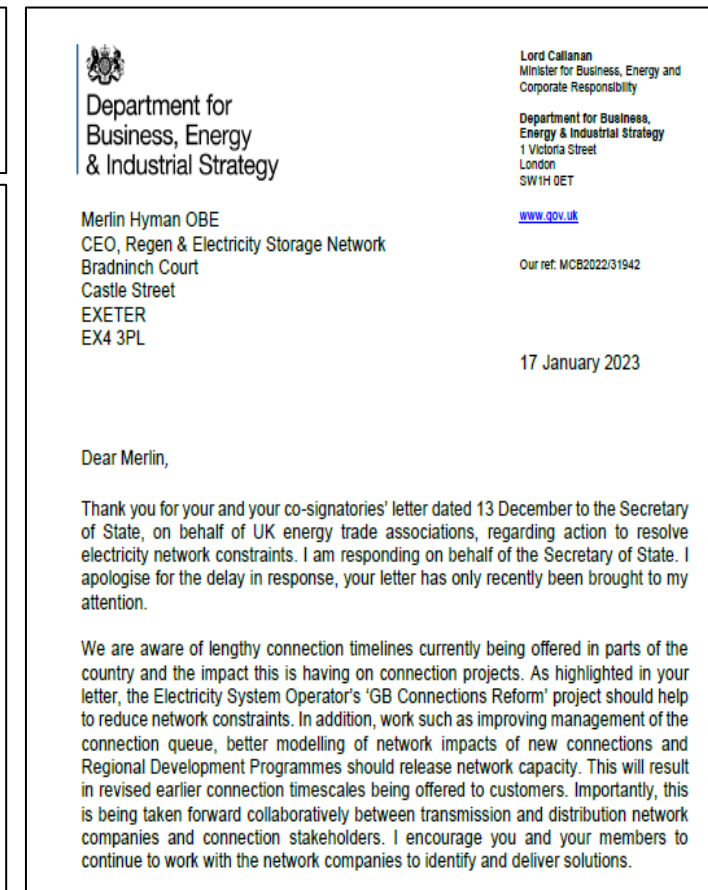 Department for
Business, Energy
& Industrial Strategy
Lord Callanan
Minister for Business, Energy and
Corporate Responsibility
Department for Business,
Energy & Industrial Strategy
1 Victoria Street
London
SW1H 0ET
www.gov.uk
Our ref: MCB2022/31942
17 January 2023
Merlin Hyman OBE
CEO, Regen & Electricity Storage Network
Bradninch Court
Castle Street
EXETER
EX4 3PL
Dear Merlin,
Thank you for your and your co-signatories' letter dated 13 December to the Secretary
of State, on behalf of UK energy trade associations, regarding action to resolve
electricity network constraints. I am responding on behalf of the Secretary of State. I
apologise for the delay in response, your letter has only recently been brought to my
attention.
We are aware of lengthy connection timelines currently being offered in parts of the
country and the impact this is having on connection projects. As highlighted in your
letter, the Electricity System Operator's 'GB Connections Reform' project should help
to reduce network constraints. In addition, work such as improving management of the
connection queue, better modelling of network impacts of new connections and
Regional Development Programmes should release network capacity. This will result
in revised earlier connection timescales being offered to customers. Importantly, this
is being taken forward collaboratively between transmission and distribution network
companies and connection stakeholders. I encourage you and your members to
continue to work with the network companies to identify and deliver solutions.